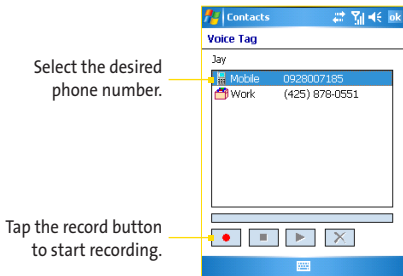 Contacts
ok
Voice Tag
Jay
Select the desired
phone number.
Mobile 0928007185
Work (425) 878-0551
Tap the record button
to start recording.